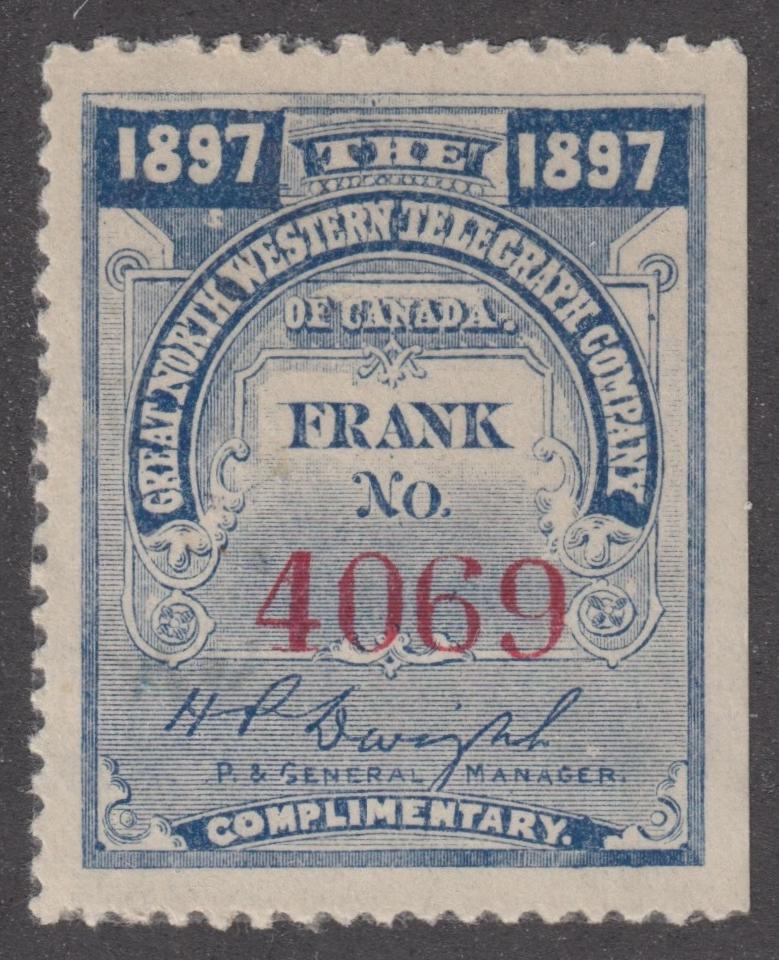 1897 THE 1897
GREAT NORTH WESTERN TELEGRAPH COMPANY
OF CANADA.
FRANK
NO.
4069
H P Dwight
P. & GENERAL MANAGER.
COMPLIMENTARY.